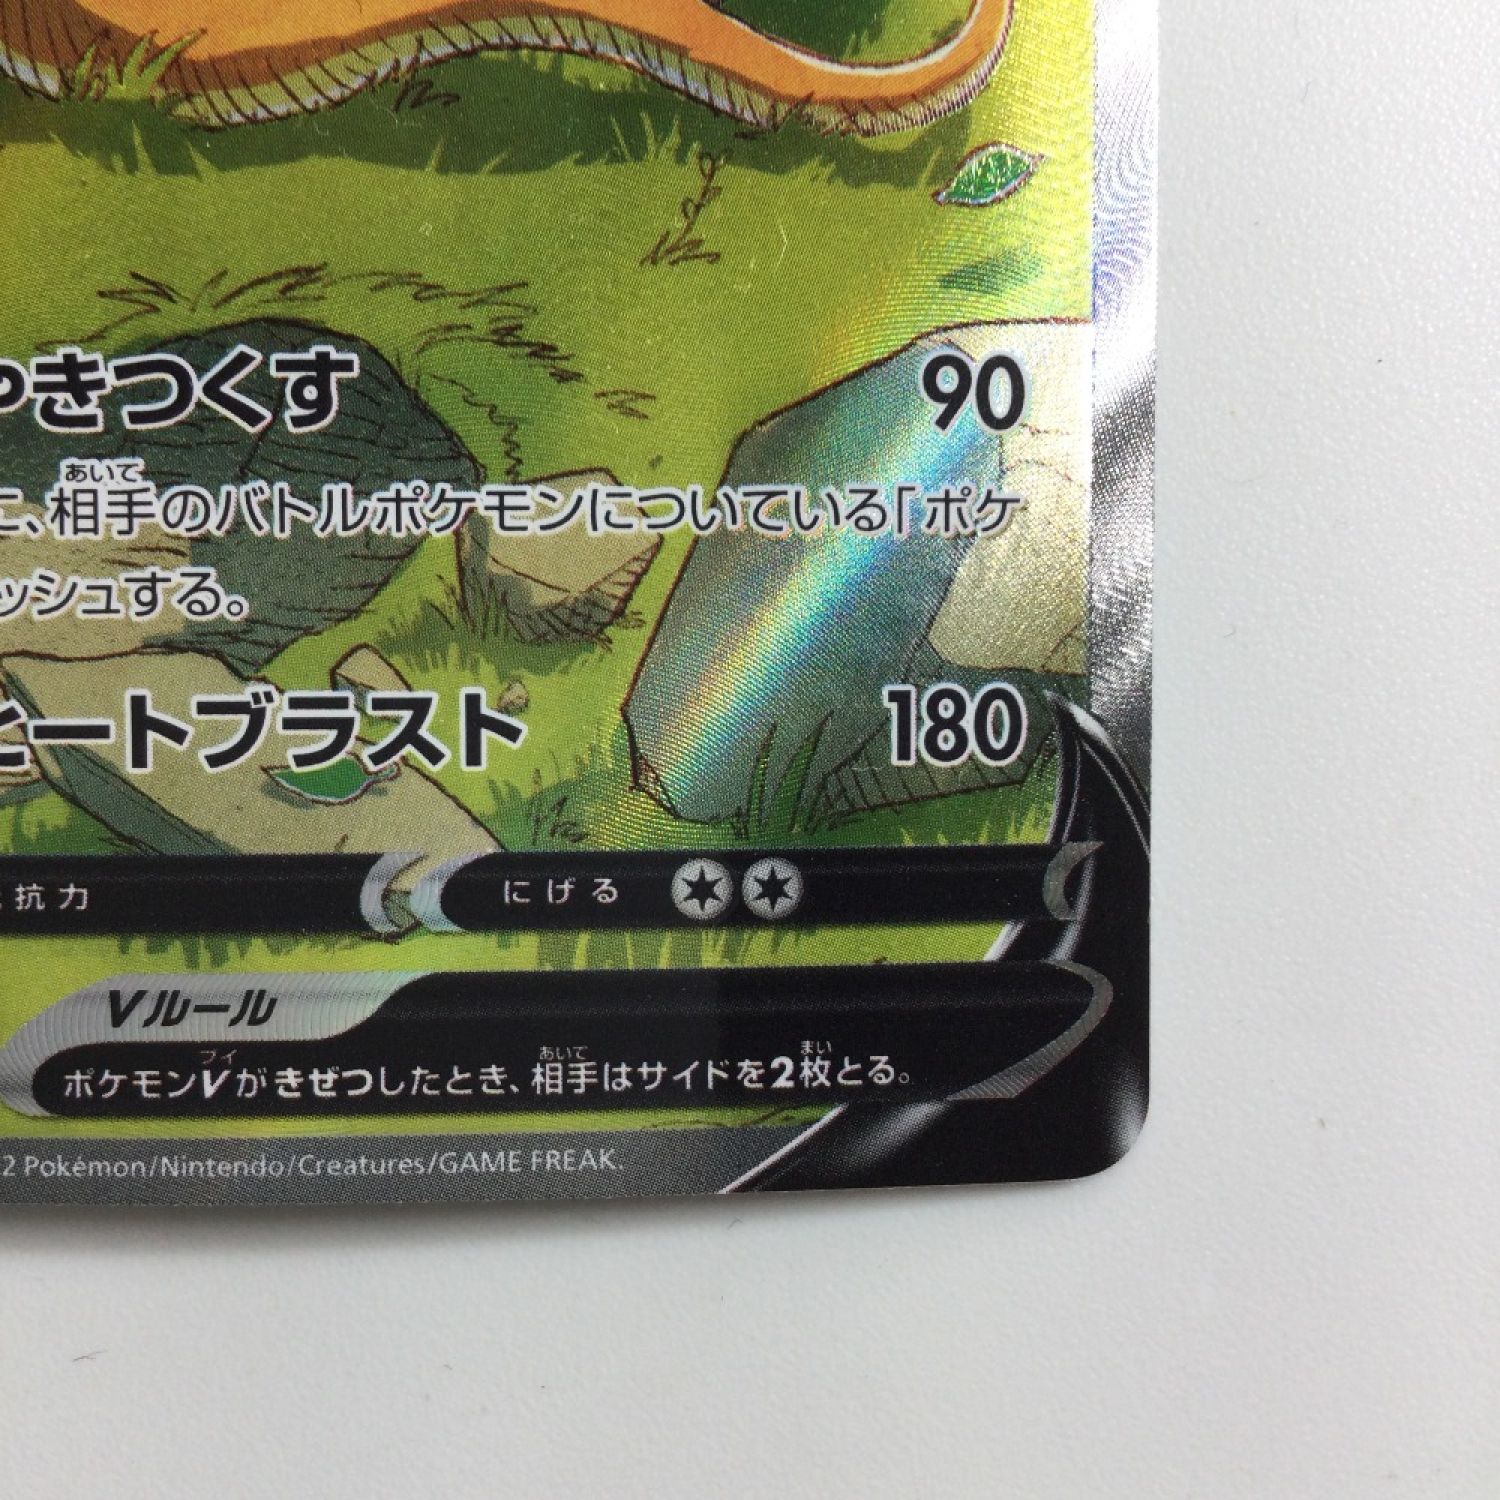 やきつくす 90
あいて
に、相手のバトルポケモンについている「ポケ
ッシュする。
ヒートブラスト 180
抗力 にげる
Vルール
ブイ あいて まい
ポケモンVがきぜつしたとき、相手はサイドを2枚とる。
2 Pokémon/Nintendo/Creatures/GAME FREAK.